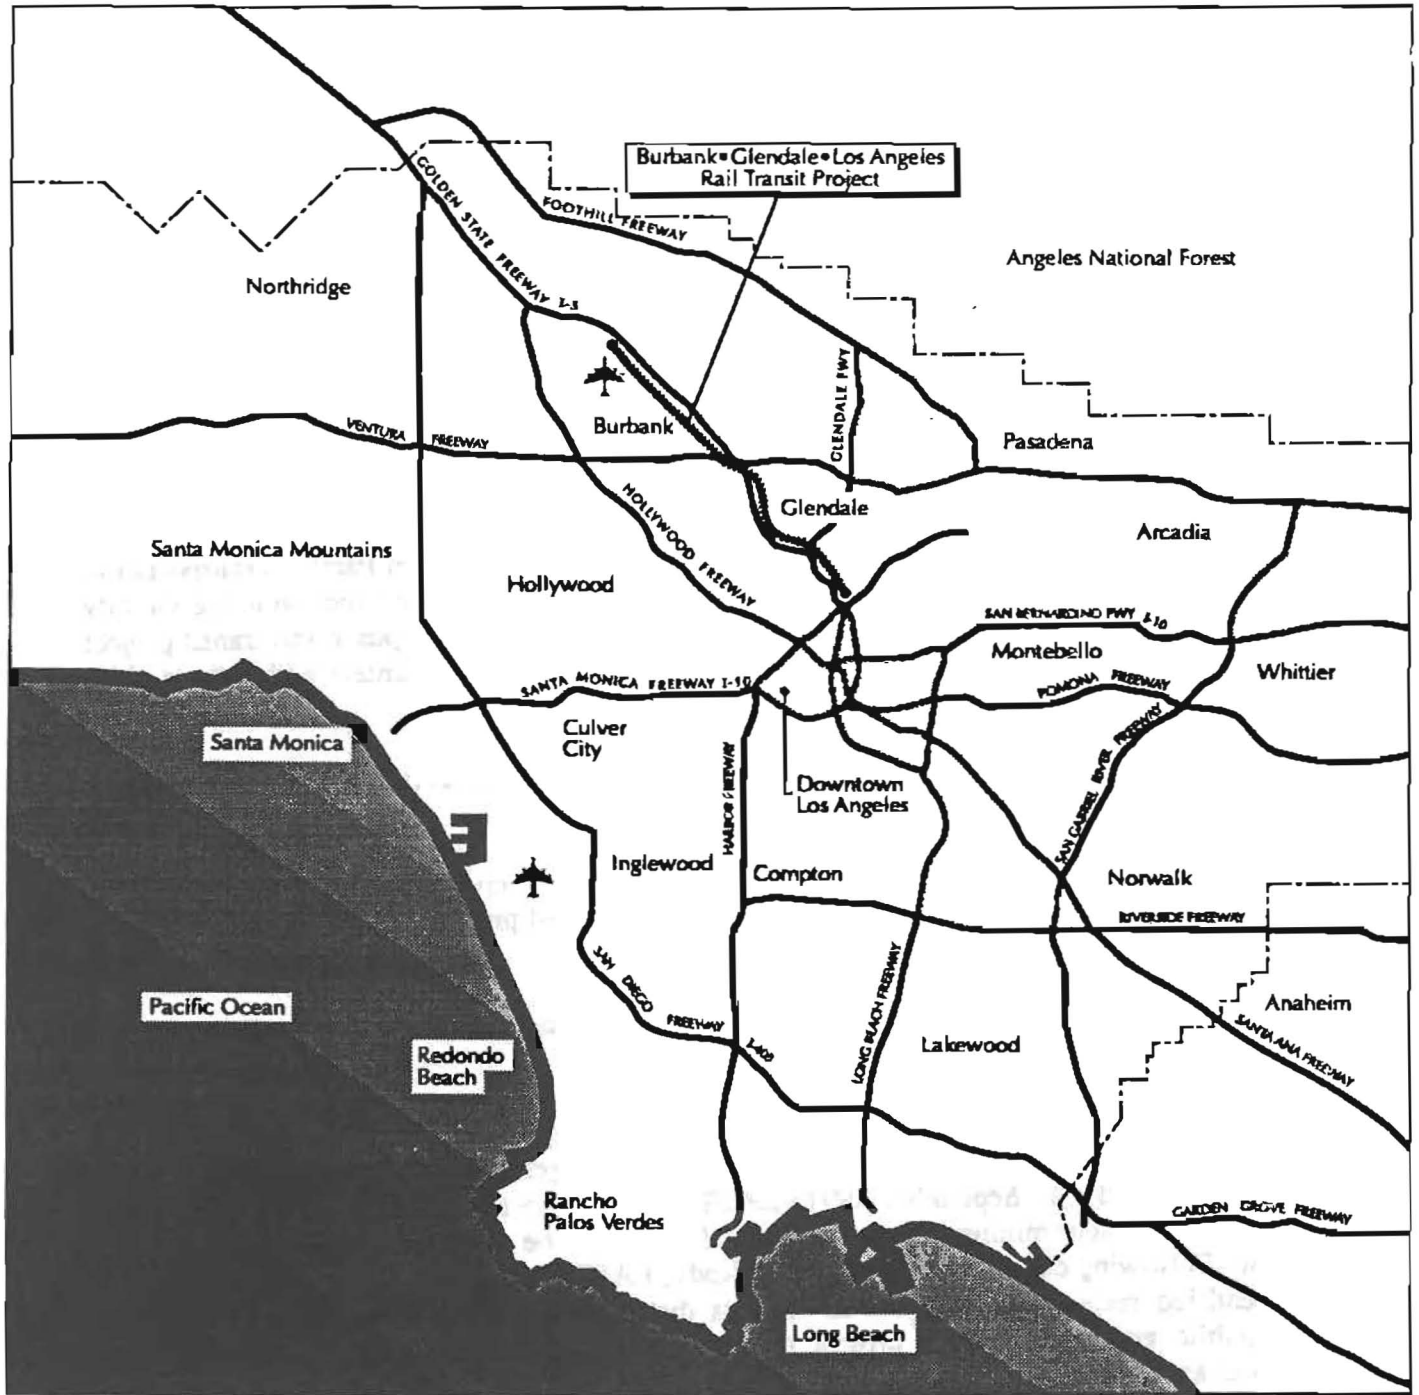 Burbank•Glendale•Los Angeles
Rail Transit Project
GOLDEN STATE FREEWAY I-5
FOOTHILL FREEWAY
Angeles National Forest
Northridge
GLENDALE FWY
Burbank
VENTURA FREEWAY
Pasadena
HOLLYWOOD FREEWAY
Glendale
Arcadia
Santa Monica Mountains
Hollywood
SAN BERNARDINO FWY I-10
Montebello
Whittier
SANTA MONICA FREEWAY I-10
POMONA FREEWAY
Santa Monica
Culver
City
HARBOR FREEWAY
Downtown
Los Angeles
SAN GABRIEL RIVER FREEWAY
Inglewood
Compton
Norwalk
RIVERSIDE FREEWAY
SAN DIEGO FREEWAY I-405
LONG BEACH FREEWAY
Pacific Ocean
Anaheim
SANTA ANA FREEWAY
Redondo
Beach
Lakewood
Rancho
Palos Verdes
GARDEN GROVE FREEWAY
Long Beach